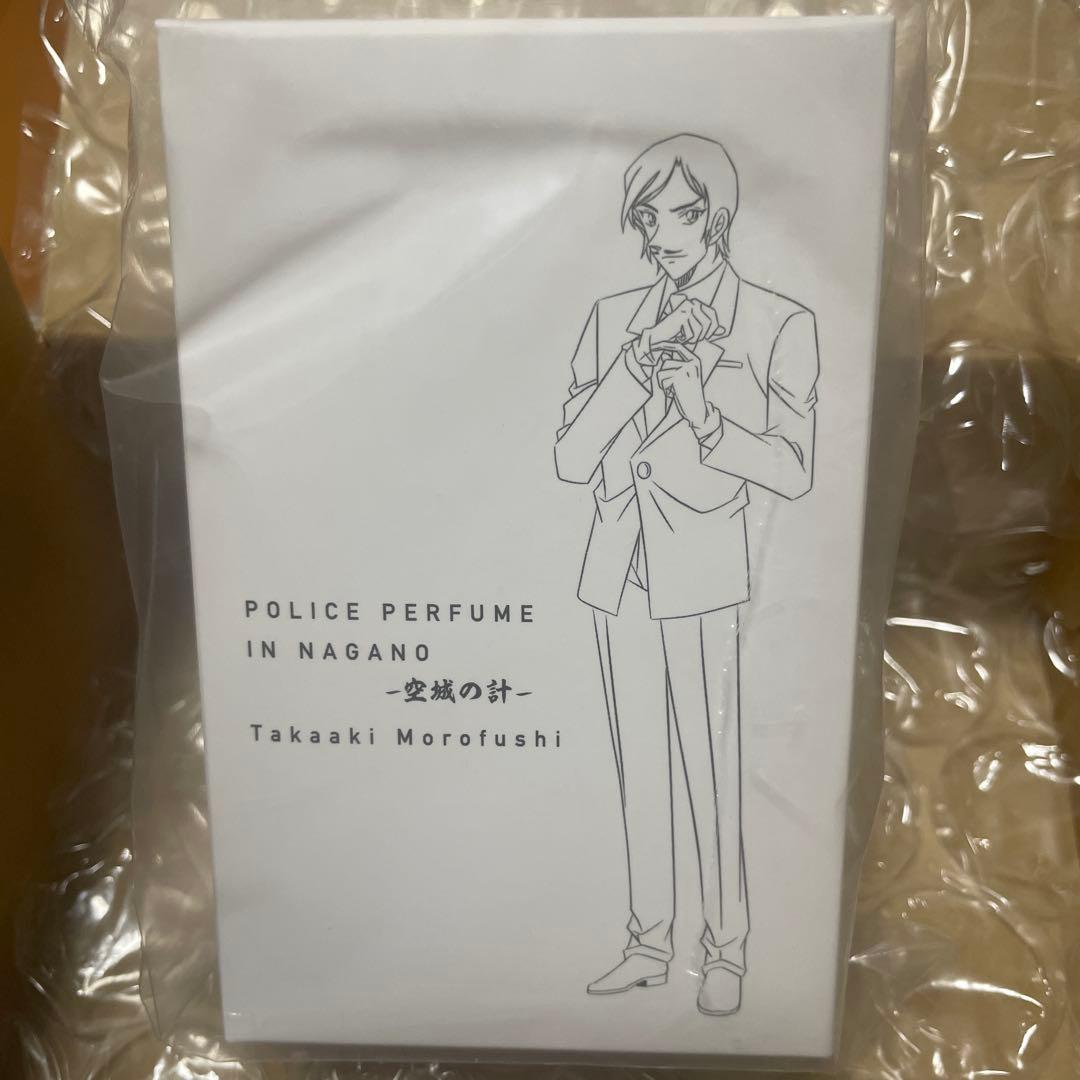 POLICE PERFUME
IN NAGANO
-空城の計-
Takaaki Morofushi